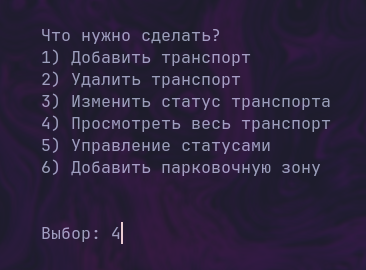 Что нужно сделать?
1) Добавить транспорт
2) Удалить транспорт
3) Изменить статус транспорта
4) Просмотреть весь транспорт
5) Управление статусами
6) Добавить парковочную зону
Выбор: 4